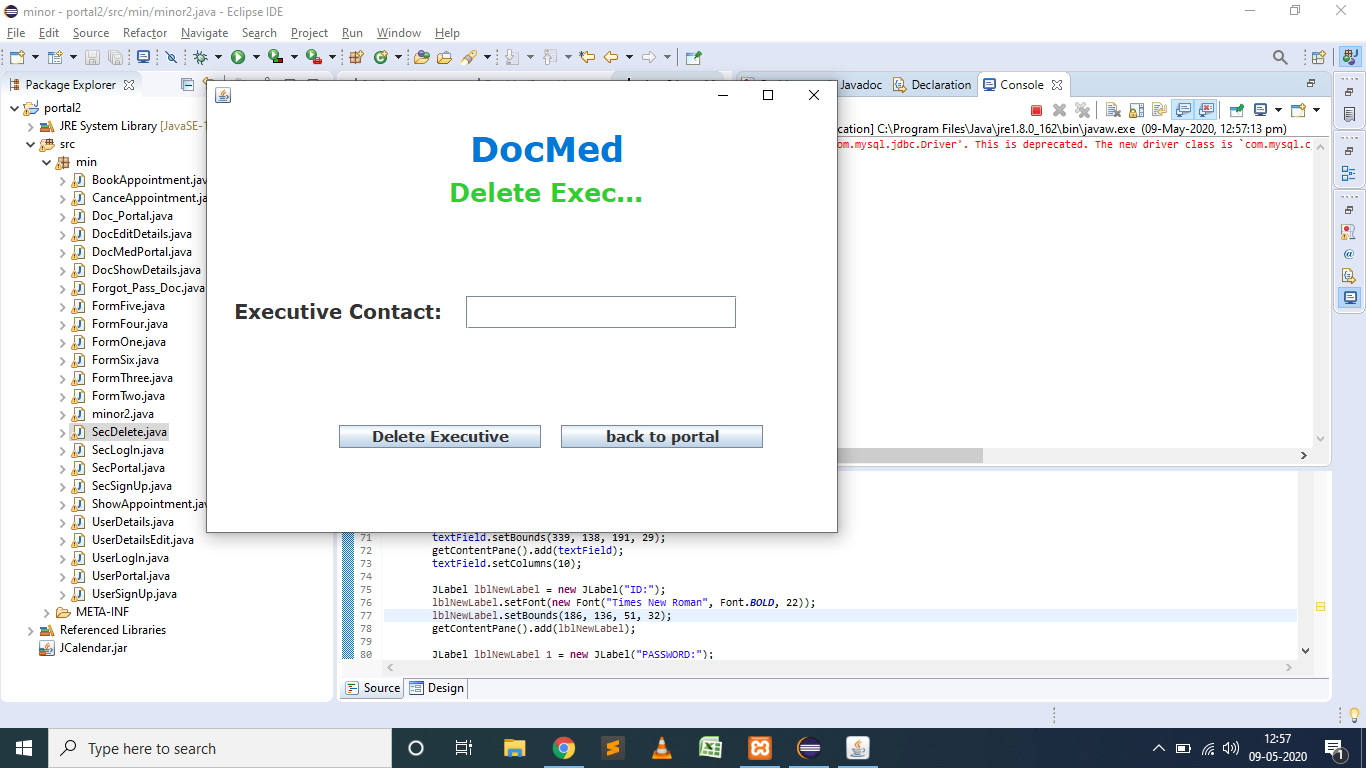 minor - portal2/src/min/minor2.java - Eclipse IDE
File Edit Source Refactor Navigate Search Project Run Window Help
Package Explorer
Javadoc Declaration Console
portal2
JRE System Library [JavaSE-1
src
min
BookAppointment.jav
CanceAppointment.ja
Doc_Portal.java
DocEditDetails.java
DocMedPortal.java
DocShowDetails.java
Forgot_Pass_Doc.java
FormFive.java
FormFour.java
FormOne.java
FormSix.java
FormThree.java
FormTwo.java
minor2.java
SecDelete.java
SecLogIn.java
SecPortal.java
SecSignUp.java
ShowAppointment.jav
UserDetails.java
UserDetailsEdit.java
UserLogIn.java
UserPortal.java
UserSignUp.java
META-INF
Referenced Libraries
JCalendar.jar
cation] C:\Program Files\Java\jre1.8.0_162\bin\javaw.exe (09-May-2020, 12:57:13 pm)
om.mysql.jdbc.Driver'. This is deprecated. The new driver class is `com.mysql.c
DocMed
Delete Exec...
Executive Contact:
Delete Executive back to portal
71 textField.setBounds(339, 138, 191, 29);
72 getContentPane().add(textField);
73 textField.setColumns(10);
74
75 JLabel lblNewLabel = new JLabel("ID:");
76 lblNewLabel.setFont(new Font("Times New Roman", Font.BOLD, 22));
77 lblNewLabel.setBounds(186, 136, 51, 32);
78 getContentPane().add(lblNewLabel);
79
80 JLabel lblNewLabel_1 = new JLabel("PASSWORD:");
Source Design
Type here to search
12:57
09-05-2020
1